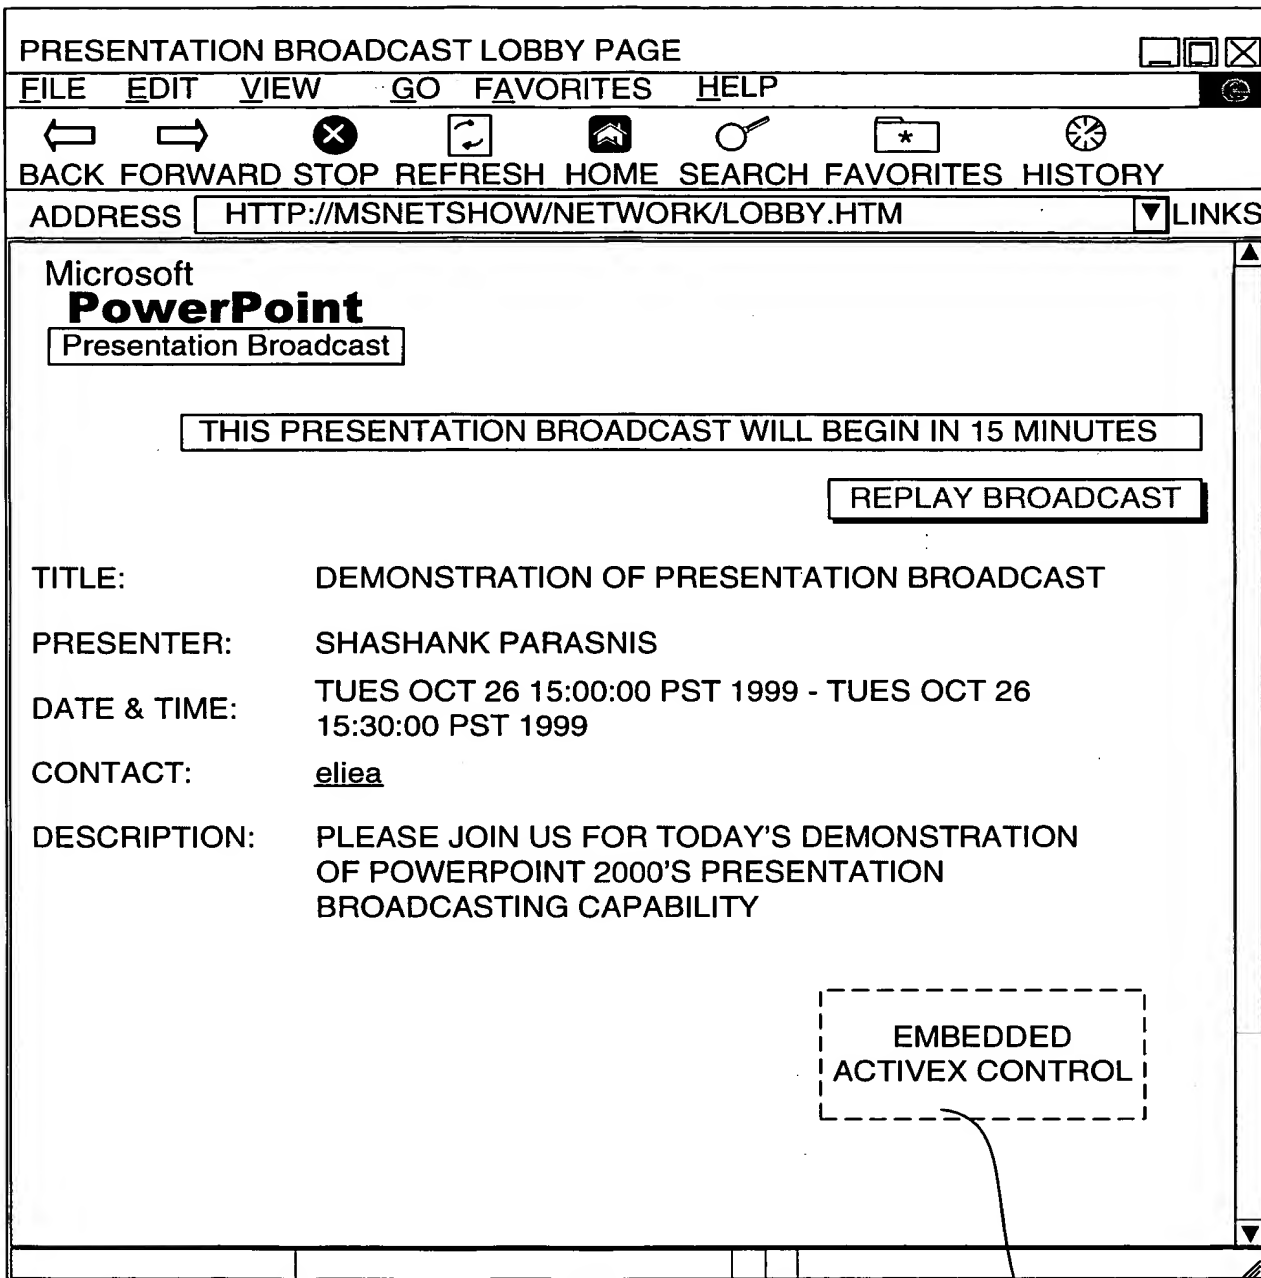 PRESENTATION BROADCAST LOBBY PAGE
FILE EDIT VIEW GO FAVORITES HELP
BACK FORWARD STOP REFRESH HOME SEARCH FAVORITES HISTORY
ADDRESS HTTP://MSNETSHOW/NETWORK/LOBBY.HTM LINKS
Microsoft
PowerPoint
Presentation Broadcast
THIS PRESENTATION BROADCAST WILL BEGIN IN 15 MINUTES
REPLAY BROADCAST
TITLE: DEMONSTRATION OF PRESENTATION BROADCAST
PRESENTER: SHASHANK PARASNIS
DATE & TIME: TUES OCT 26 15:00:00 PST 1999 - TUES OCT 26
15:30:00 PST 1999
CONTACT: eliea
DESCRIPTION: PLEASE JOIN US FOR TODAY'S DEMONSTRATION
OF POWERPOINT 2000'S PRESENTATION
BROADCASTING CAPABILITY
EMBEDDED
ACTIVEX CONTROL